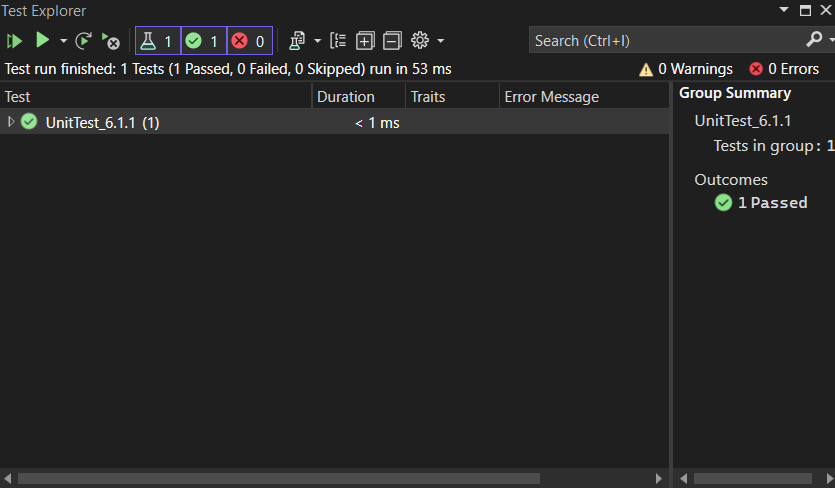 Test Explorer
1 1 0 Search (Ctrl+I)
Test run finished: 1 Tests (1 Passed, 0 Failed, 0 Skipped) run in 53 ms 0 Warnings 0 Errors
Test Duration Traits Error Message
UnitTest_6.1.1 (1) < 1 ms
Group Summary
UnitTest_6.1.1
Tests in group: 1
Outcomes
1 Passed